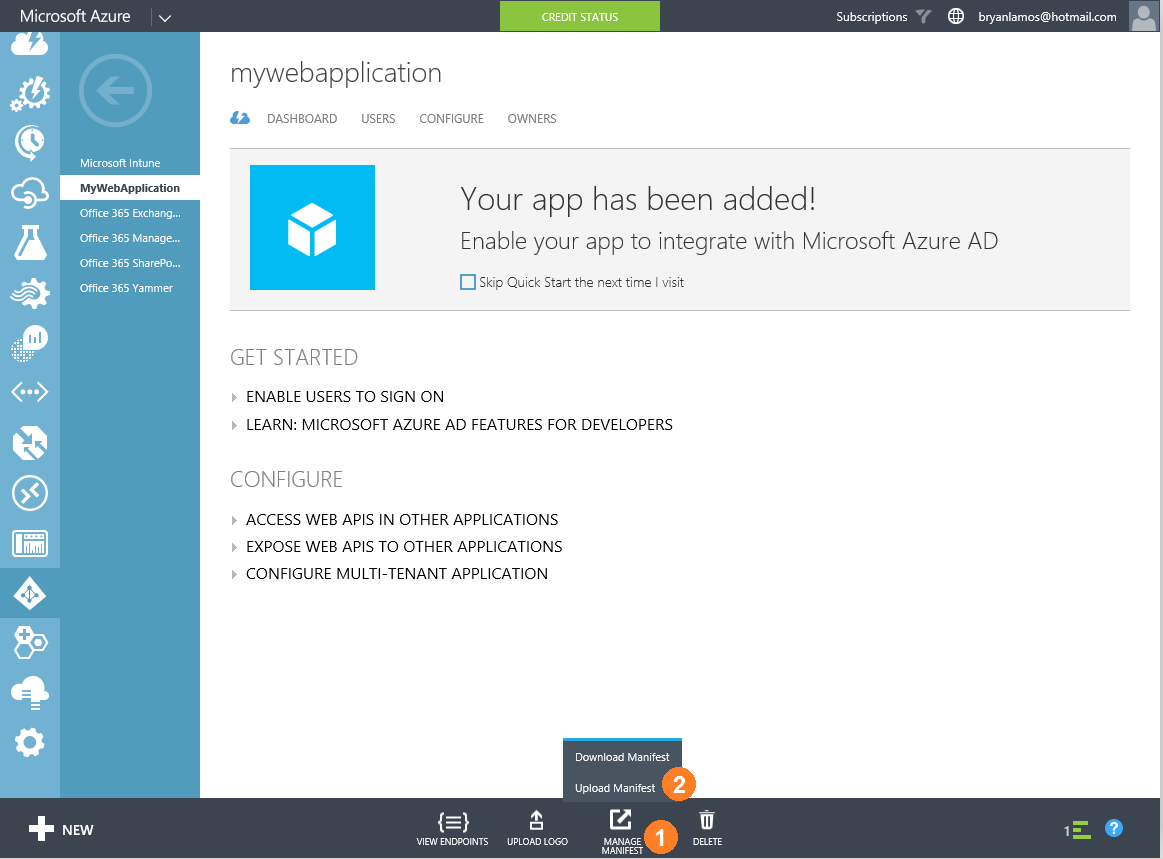 Microsoft Azure
CREDIT STATUS
Subscriptions
bryanlamos@hotmail.com
Microsoft Intune
MyWebApplication
Office 365 Exchang...
Office 365 Manage...
Office 365 SharePo...
Office 365 Yammer
mywebapplication
DASHBOARD USERS CONFIGURE OWNERS
Your app has been added!
Enable your app to integrate with Microsoft Azure AD
Skip Quick Start the next time I visit
GET STARTED
ENABLE USERS TO SIGN ON
LEARN: MICROSOFT AZURE AD FEATURES FOR DEVELOPERS
CONFIGURE
ACCESS WEB APIS IN OTHER APPLICATIONS
EXPOSE WEB APIS TO OTHER APPLICATIONS
CONFIGURE MULTI-TENANT APPLICATION
Download Manifest
Upload Manifest
2
NEW
VIEW ENDPOINTS
UPLOAD LOGO
MANAGE
MANIFEST
1
DELETE
1
?